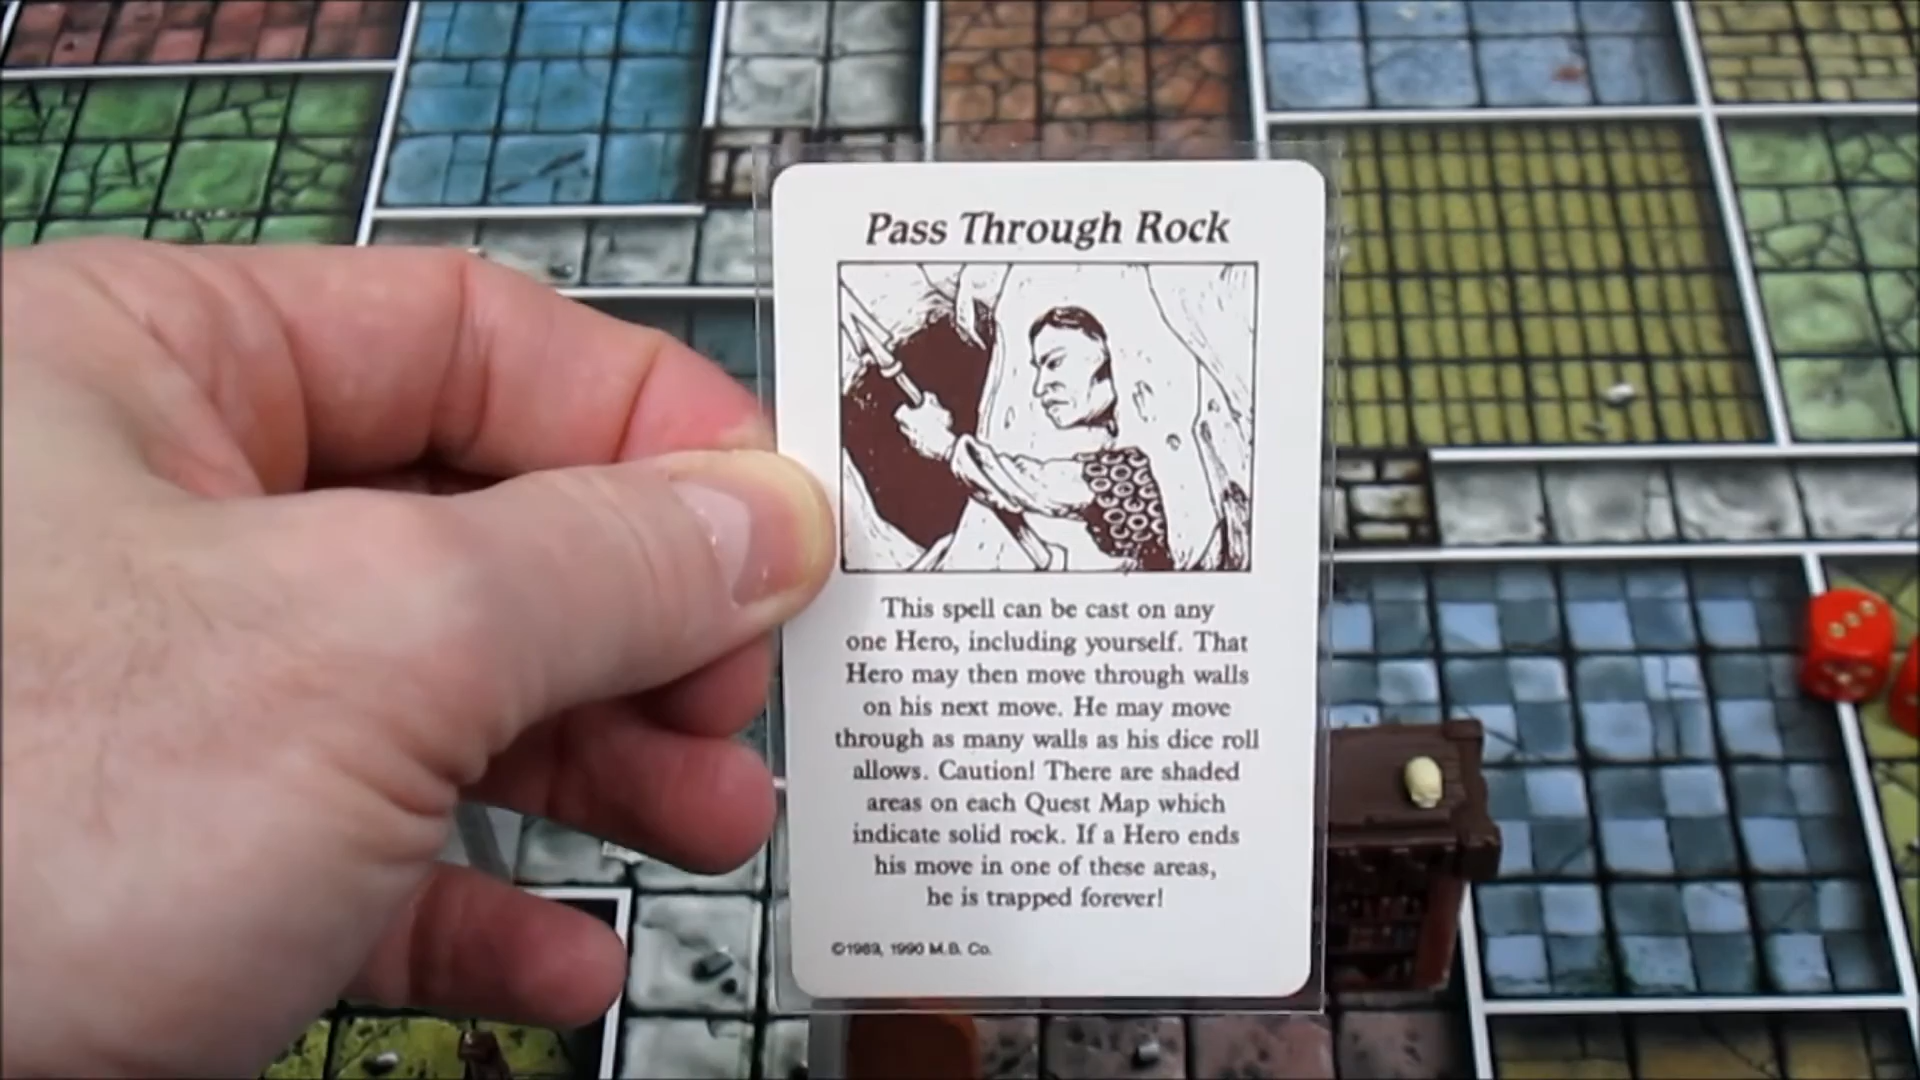 Pass Through Rock
This spell can be cast on any
one Hero, including yourself. That
Hero may then move through walls
on his next move. He may move
through as many walls as his dice roll
allows. Caution! There are shaded
areas on each Quest Map which
indicate solid rock. If a Hero ends
his move in one of these areas,
he is trapped forever!
©1989, 1990 M.B. Co.